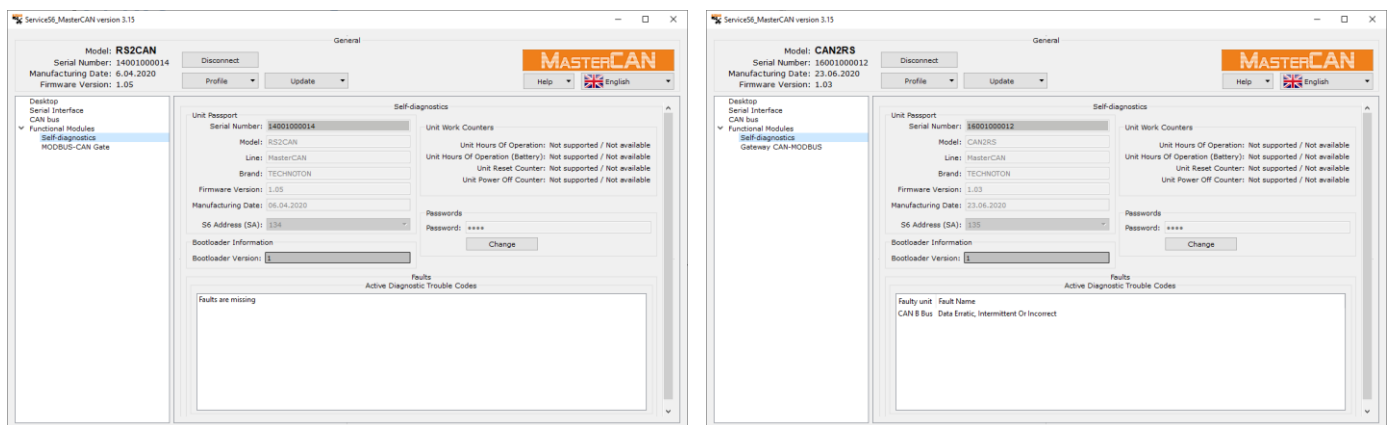 ServiceS6_MasterCAN version 3.15
General
Model: RS2CAN
Serial Number: 14001000014
Manufacturing Date: 6.04.2020
Firmware Version: 1.05
Disconnect
Profile
Update
MASTERCAN
Help
English
Desktop
Serial Interface
CAN bus
Functional Modules
Self-diagnostics
MODBUS-CAN Gate
Self-diagnostics
Unit Passport
Serial Number: 14001000014
Model: RS2CAN
Line: MasterCAN
Brand: TECHNOTON
Firmware Version: 1.05
Manufacturing Date: 06.04.2020
S6 Address (SA): 134
Bootloader Information
Bootloader Version: 1
Unit Work Counters
Unit Hours Of Operation: Not supported / Not available
Unit Hours Of Operation (Battery): Not supported / Not available
Unit Reset Counter: Not supported / Not available
Unit Power Off Counter: Not supported / Not available
Passwords
Password: ****
Change
Faults
Active Diagnostic Trouble Codes
Faults are missing
ServiceS6_MasterCAN version 3.15
General
Model: CAN2RS
Serial Number: 16001000012
Manufacturing Date: 23.06.2020
Firmware Version: 1.03
Disconnect
Profile
Update
MASTERCAN
Help
English
Desktop
Serial Interface
CAN bus
Functional Modules
Self-diagnostics
Gateway CAN-MODBUS
Self-diagnostics
Unit Passport
Serial Number: 16001000012
Model: CAN2RS
Line: MasterCAN
Brand: TECHNOTON
Firmware Version: 1.03
Manufacturing Date: 23.06.2020
S6 Address (SA): 135
Bootloader Information
Bootloader Version: 1
Unit Work Counters
Unit Hours Of Operation: Not supported / Not available
Unit Hours Of Operation (Battery): Not supported / Not available
Unit Reset Counter: Not supported / Not available
Unit Power Off Counter: Not supported / Not available
Passwords
Password: ****
Change
Faults
Active Diagnostic Trouble Codes
Faulty unit Fault Name
CAN B Bus Data Erratic, Intermittent Or Incorrect